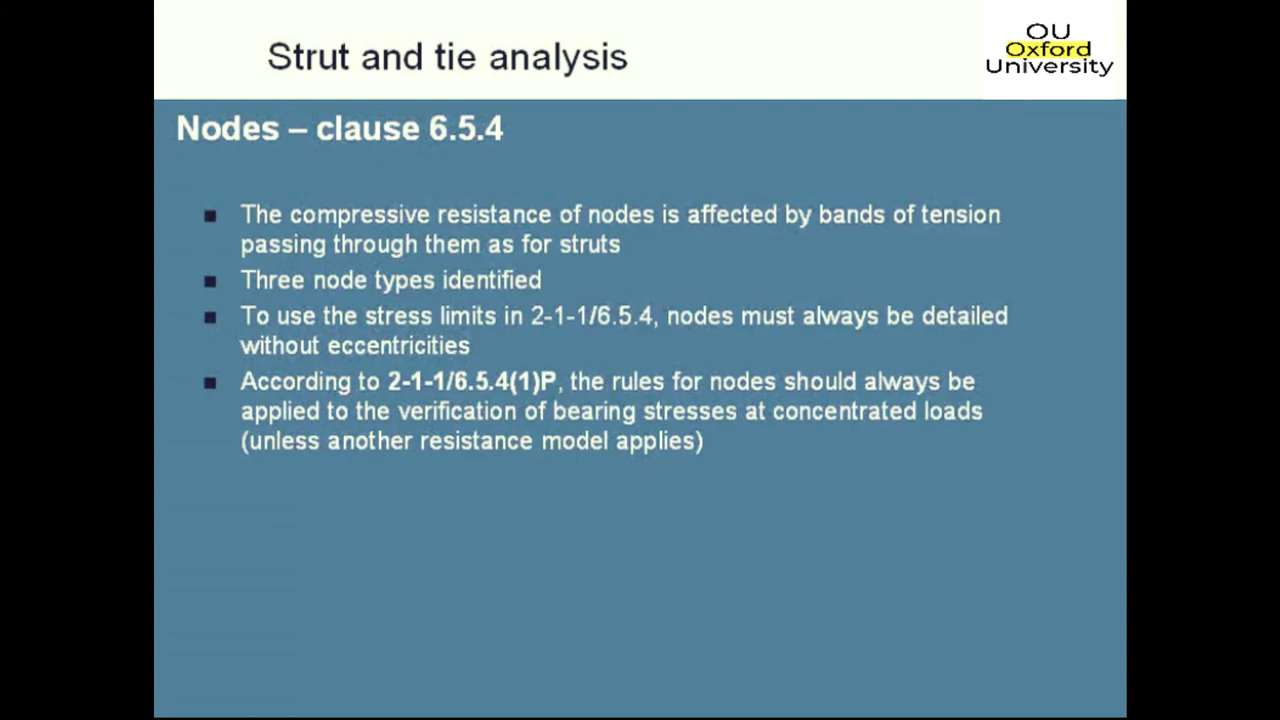 Strut and tie analysis
OU
Oxford
University
Nodes – clause 6.5.4
The compressive resistance of nodes is affected by bands of tension
passing through them as for struts
Three node types identified
To use the stress limits in 2-1-1/6.5.4, nodes must always be detailed
without eccentricities
According to 2-1-1/6.5.4(1)P, the rules for nodes should always be
applied to the verification of bearing stresses at concentrated loads
(unless another resistance model applies)